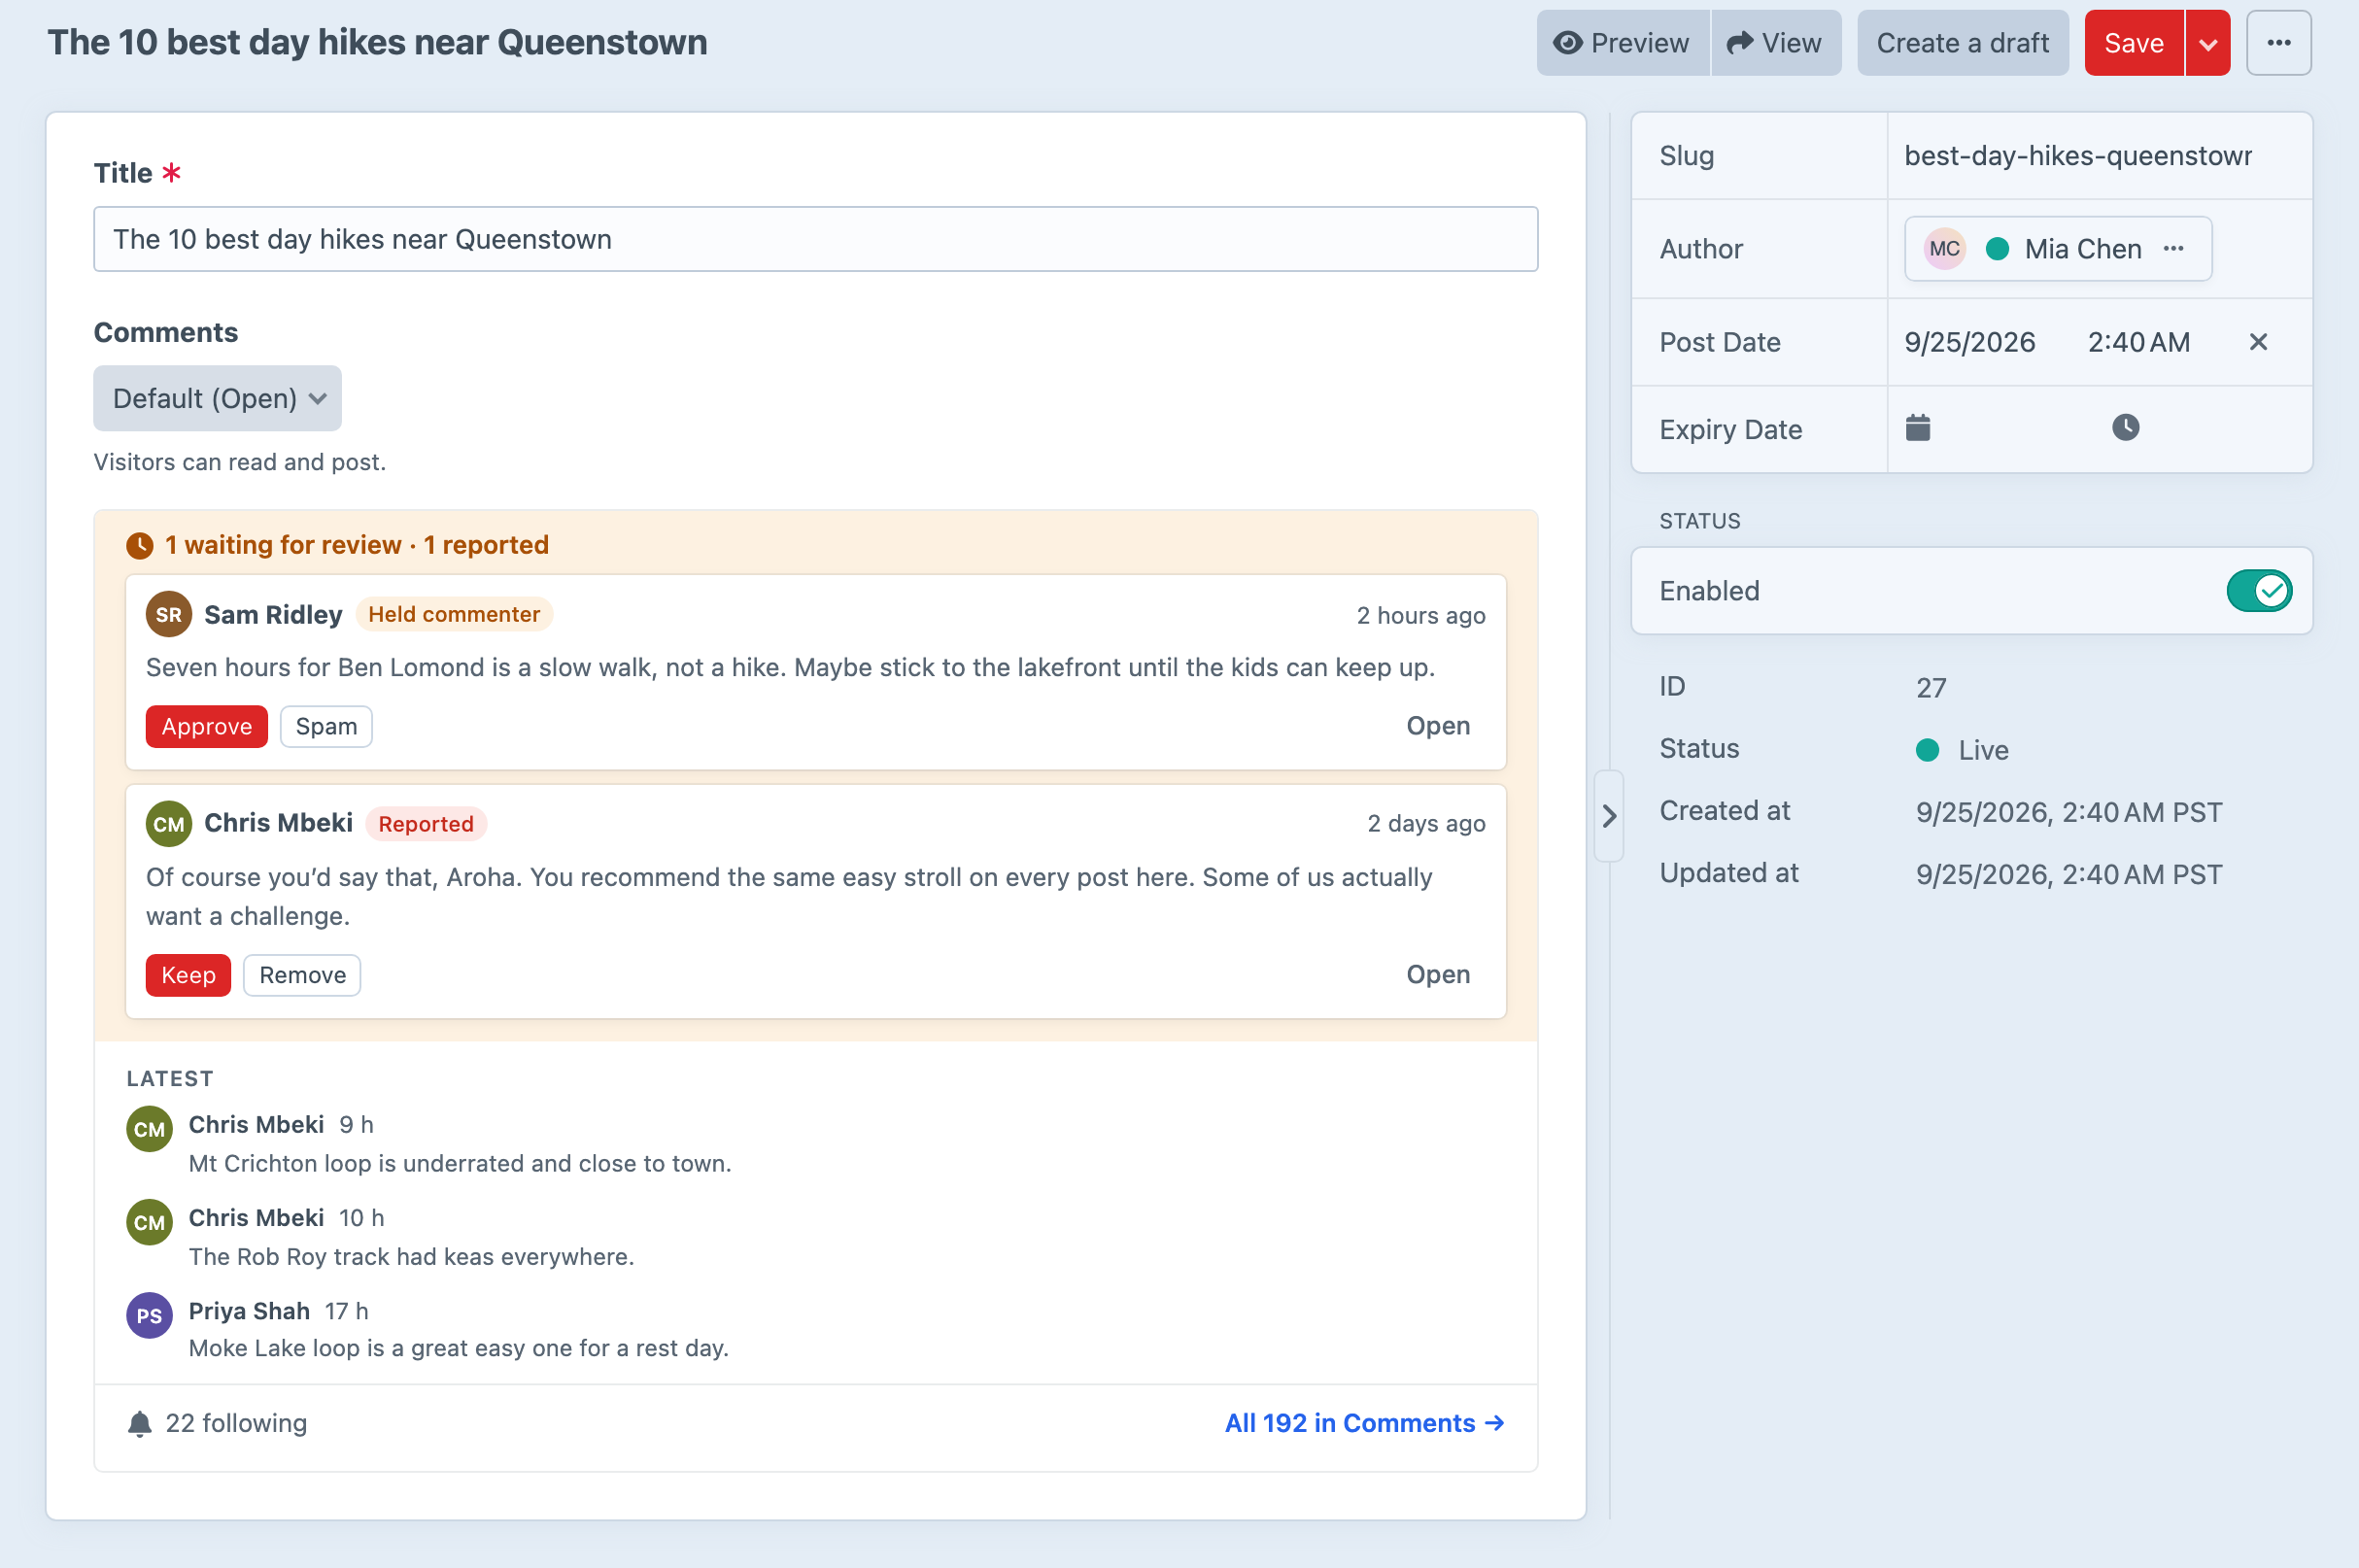 The 10 best day hikes near Queenstown
Preview
View
Create a draft
Save
Title *
The 10 best day hikes near Queenstown
Comments
Default (Open)
Visitors can read and post.
1 waiting for review · 1 reported
SR Sam Ridley Held commenter 2 hours ago
Seven hours for Ben Lomond is a slow walk, not a hike. Maybe stick to the lakefront until the kids can keep up.
Approve Spam Open
CM Chris Mbeki Reported 2 days ago
Of course you’d say that, Aroha. You recommend the same easy stroll on every post here. Some of us actually
want a challenge.
Keep Remove Open
LATEST
CM Chris Mbeki 9 h
Mt Crichton loop is underrated and close to town.
CM Chris Mbeki 10 h
The Rob Roy track had keas everywhere.
PS Priya Shah 17 h
Moke Lake loop is a great easy one for a rest day.
22 following
All 192 in Comments →
Slug best-day-hikes-queenstowr
Author MC Mia Chen
Post Date 9/25/2026 2:40 AM
Expiry Date
STATUS
Enabled
ID 27
Status Live
Created at 9/25/2026, 2:40 AM PST
Updated at 9/25/2026, 2:40 AM PST